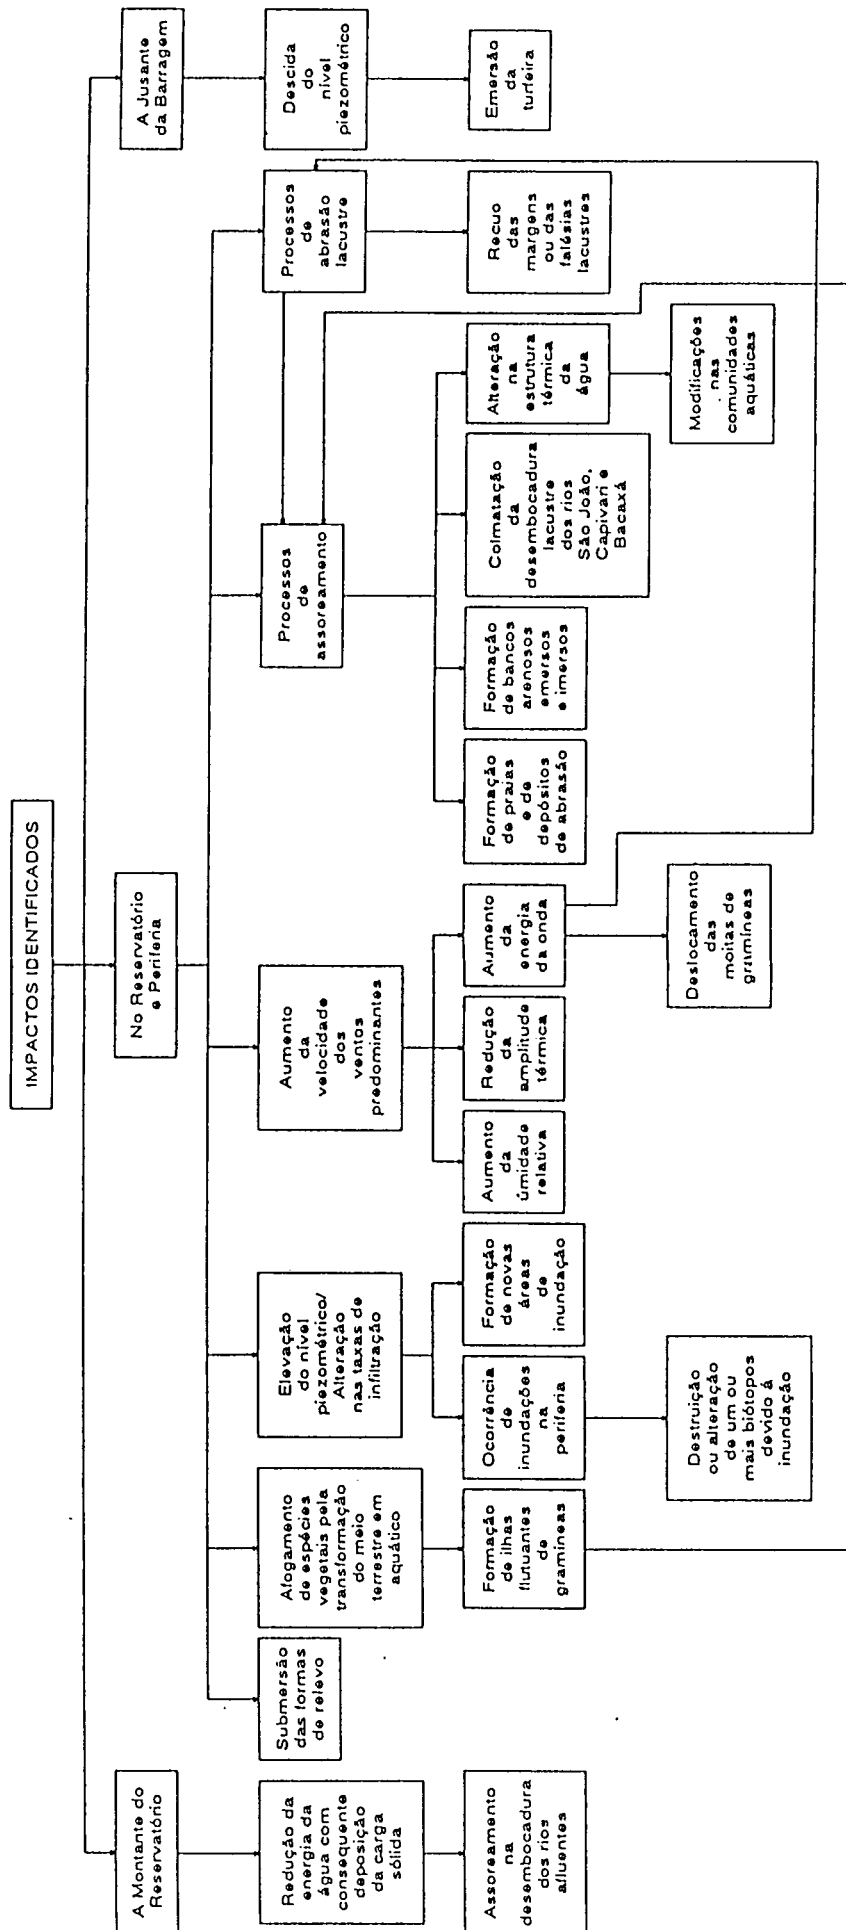 IMPACTOS IDENTIFICADOS
A Montante do
Reservatório
No Reservatório
e Periferia
A Jusante
da Barragem
Redução da
energia da
água com
consequente
deposição
da carga
sólida
Submersão
das formas
de relevo
Afogamento
de espécies
vegetais pela
transformação
do meio
terrestre em
aquático
Elevação
do nível
piezométrico/
Alteração
nas taxas de
infiltração
Aumento
da
velocidade
dos
ventos
predominantes
Processos
de
assoreamento
Processos
de
abrasão
lacustre
Descida
do
nível
piezométrico
Assoreamento
na
desembocadura
dos rios
afluentes
Formação
de ilhas
flutuantes
de
gramíneas
Ocorrência
de
inundações
na
periferia
Formação
de novas
áreas
de
inundação
Aumento
da
úmidade
relativa
Redução
da
amplitude
térmica
Aumento
da
energia
da onda
Formação
de praias
e de
depósitos
de abrasão
Formação
de bancos
arenosos
emersos
e imersos
Colmatação
da
desembocadura
lacustre
dos rios
São João,
Capivari e
Bacaxá
Alteração
na
estrutura
térmica
da
água
Recuo
das
margens
ou das
falésias
lacustres
Emersão
da
turfeira
Destruição
ou alteração
de um ou
mais biótopos
devido á
inundação
Deslocamento
das
moitas de
gramíneas
Modificações
nas
comunidades
aquáticas